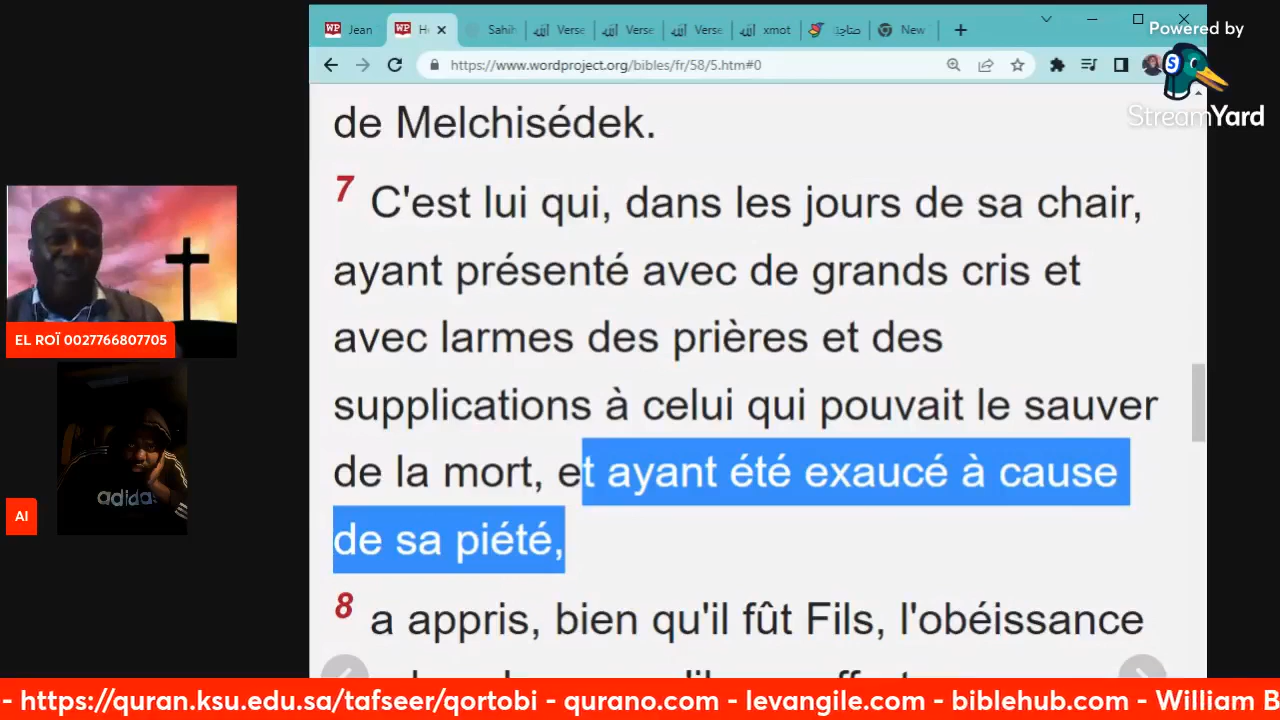 Jean
H
Sahih
Verse
Verse
Verse
xmot
New
https://www.wordproject.org/bibles/fr/58/5.htm#0
Powered by
StreamYard
de Melchisédek.
7 C'est lui qui, dans les jours de sa chair,
ayant présenté avec de grands cris et
avec larmes des prières et des
supplications à celui qui pouvait le sauver
de la mort, et ayant été exaucé à cause
de sa piété,
8 a appris, bien qu'il fût Fils, l'obéissance
EL ROÏ 0027766807705
adidas
AI
- https://quran.ksu.edu.sa/tafseer/qortobi - qurano.com - levangile.com - biblehub.com - William B